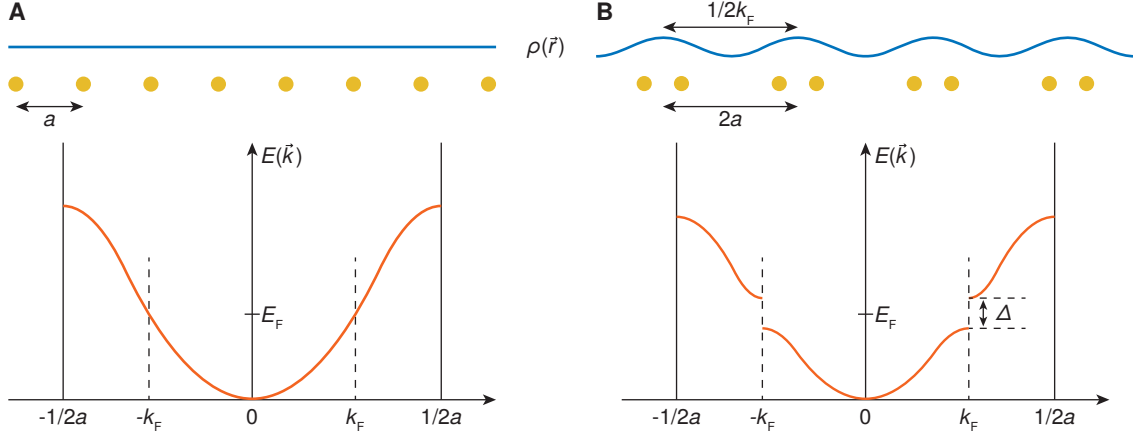 A
ρ(r⃗)
a
E(k⃗)
E_F
-1/2a
-k_F
0
k_F
1/2a
B
1/2k_F
2a
E(k⃗)
E_F
Δ
-1/2a
-k_F
0
k_F
1/2a